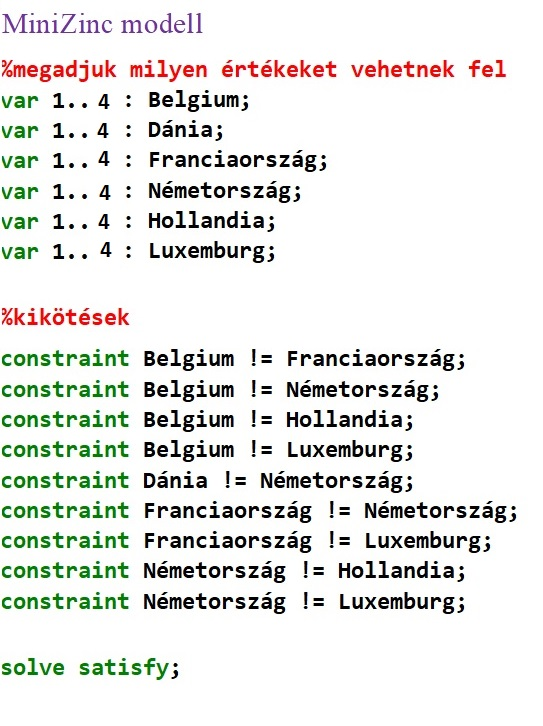 MiniZinc modell
%megadjuk milyen értékeket vehetnek fel
var 1.. 4 : Belgium;
var 1.. 4 : Dánia;
var 1.. 4 : Franciaország;
var 1.. 4 : Németország;
var 1.. 4 : Hollandia;
var 1.. 4 : Luxemburg;
%kikötések
constraint Belgium != Franciaország;
constraint Belgium != Németország;
constraint Belgium != Hollandia;
constraint Belgium != Luxemburg;
constraint Dánia != Németország;
constraint Franciaország != Németország;
constraint Franciaország != Luxemburg;
constraint Németország != Hollandia;
constraint Németország != Luxemburg;
solve satisfy;